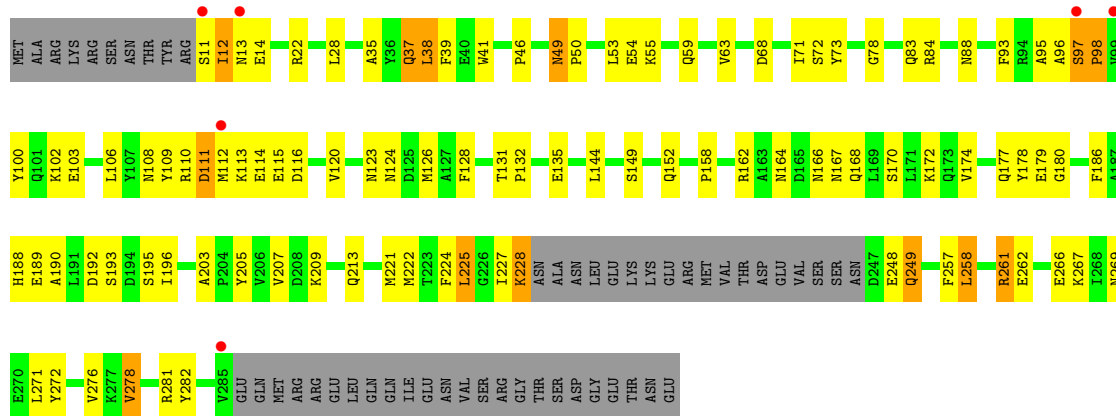 MET ALA ARG LYS ARG SER ASN THR TYR ARG S11 I12 N13 E14 R22 L28 A35 Y36 Q37 L38 F39 E40 W41 P46 N49 P50 L53 E54 K55 Q59 V63 D68 I71 S72 Y73 G78 Q83 R84 N88 F93 R94 A95 A96 S97 P98 V99
Y100 Q101 K102 E103 L106 Y107 N108 Y109 R110 D111 M112 K113 E114 E115 D116 V120 N123 N124 D125 M126 A127 F128 T131 P132 E135 L144 S149 Q152 P158 R162 A163 N164 D165 N166 N167 Q168 L169 S170 L171 K172 Q173 V174 Q177 Y178 E179 G180 F186 A187
H188 E189 A190 L191 D192 S193 D194 S195 I196 A203 P204 Y205 V206 V207 D208 K209 Q213 M221 M222 T223 F224 L225 G226 I227 K228 ASN ALA ASN LEU GLU LYS LYS GLU ARG MET VAL THR ASP GLU VAL SER SER ASN D247 E248 Q249 F257 L258 R261 E262 E266 K267 I268 N269
E270 L271 Y272 V276 K277 V278 R281 Y282 V285 GLU GLN MET ARG ARG GLU LEU GLN GLN ILE GLU ASN VAL SER ARG GLY THR SER ASP GLY GLU THR ASN GLU